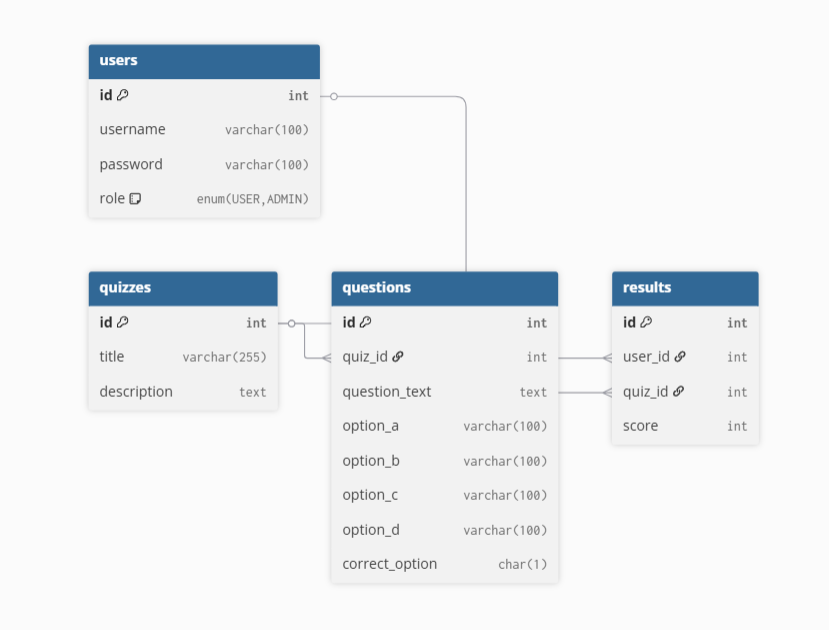 users
id int
username varchar(100)
password varchar(100)
role enum(USER,ADMIN)
quizzes
id int
title varchar(255)
description text
questions
id int
quiz_id int
question_text text
option_a varchar(100)
option_b varchar(100)
option_c varchar(100)
option_d varchar(100)
correct_option char(1)
results
id int
user_id int
quiz_id int
score int